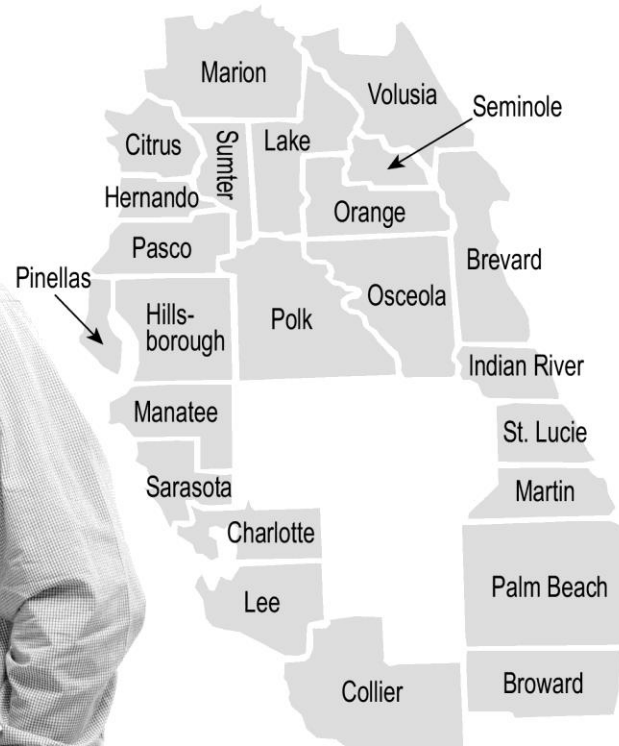 Marion
Volusia
Seminole
Citrus
Sumter
Lake
Hernando
Orange
Pasco
Brevard
Pinellas
Osceola
Hills-
borough
Polk
Indian River
Manatee
St. Lucie
Sarasota
Martin
Charlotte
Palm Beach
Lee
Broward
Collier